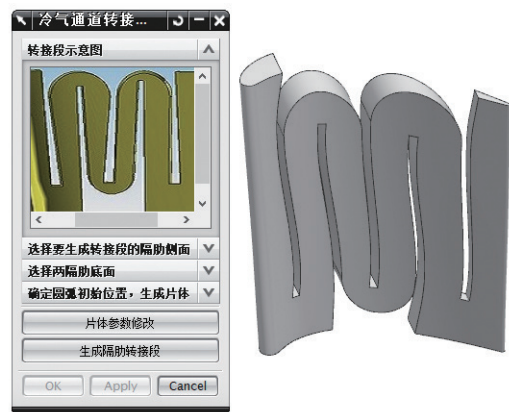 冷气通道转接...
转接段示意图
选择要生成转接段的隔肋侧面
选择两隔肋底面
确定圆弧初始位置，生成片体
片体参数修改
生成隔肋转接段
OK Apply Cancel